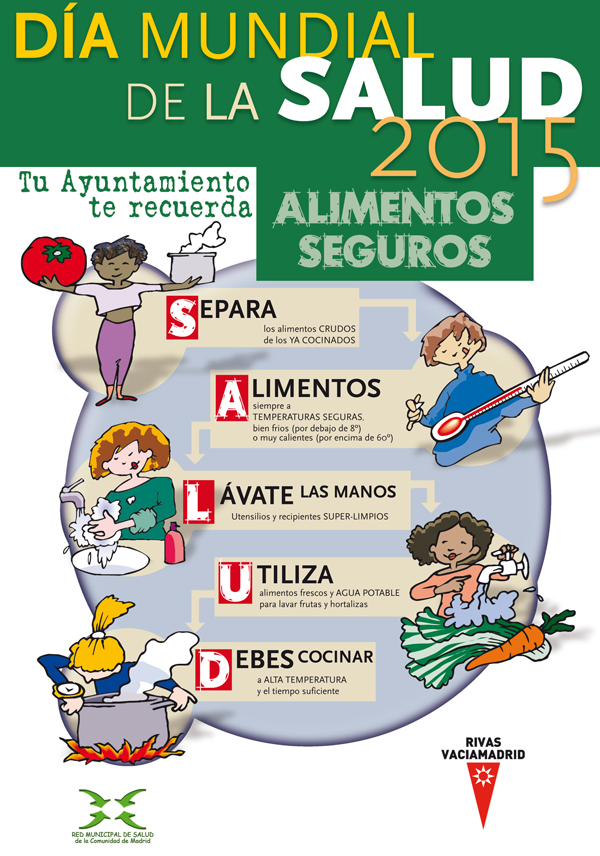 DÍA MUNDIAL
DE LA SALUD
2015
Tu Ayuntamiento
te recuerda
ALIMENTOS
SEGUROS
SEPARA
los alimentos CRUDOS
de los YA COCINADOS
ALIMENTOS
siempre a
TEMPERATURAS SEGURAS,
bien frios (por debajo de 8º)
o muy calientes (por encima de 60º)
LÁVATE LAS MANOS
Utensilios y recipientes SUPER-LIMPIOS
UTILIZA
alimentos frescos y AGUA POTABLE
para lavar frutas y hortalizas
DEBES COCINAR
a ALTA TEMPERATURA
y el tiempo suficiente
RIVAS
VACIAMADRID
RED MUNICIPAL DE SALUD
de la Comunidad de Madrid